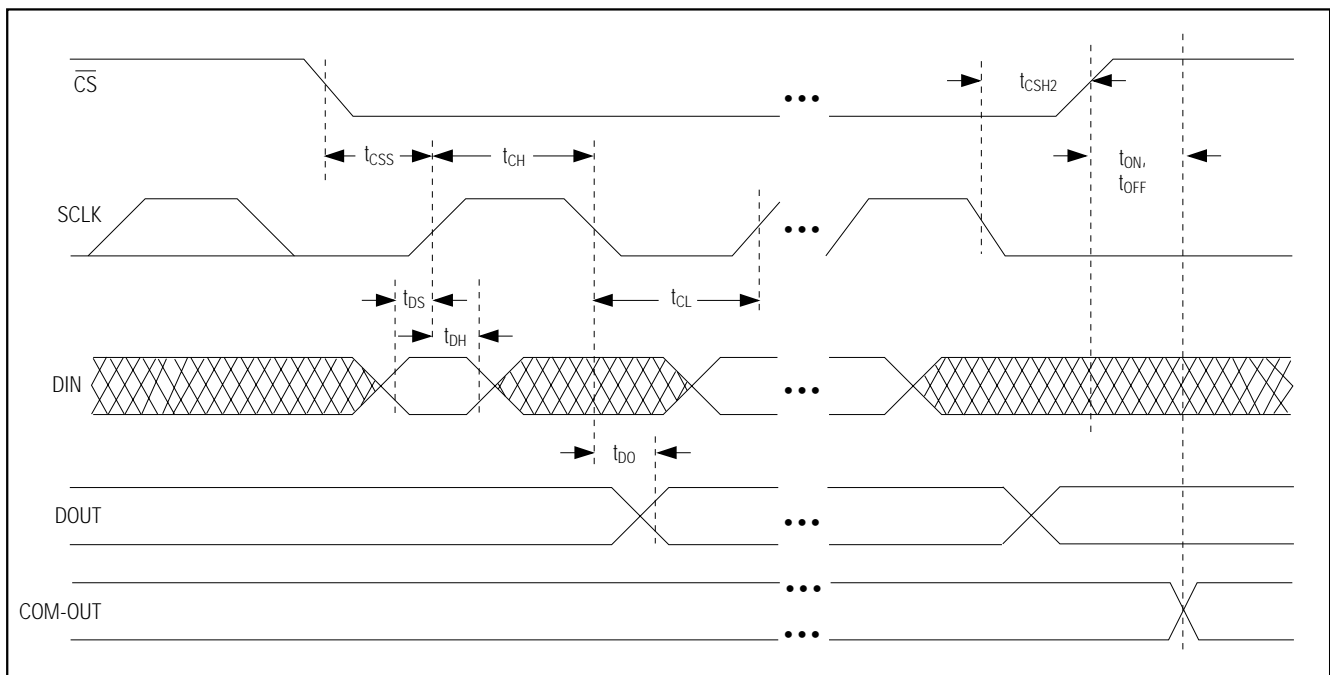 CS
tCSH2
tCSS
tCH
tON,
tOFF
SCLK
tDS
tCL
tDH
DIN
tDO
DOUT
COM-OUT